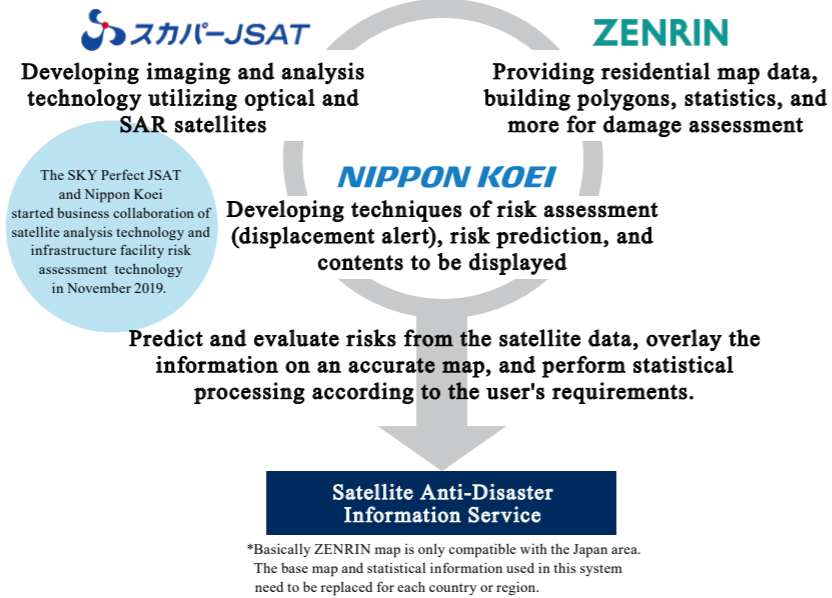 スカパーJSAT
Developing imaging and analysis
technology utilizing optical and
SAR satellites
ZENRIN
Providing residential map data,
building polygons, statistics, and
more for damage assessment
The SKY Perfect JSAT
and Nippon Koei
started business collaboration of
satellite analysis technology and
infrastructure facility risk
assessment technology
in November 2019.
NIPPON KOEI
Developing techniques of risk assessment
(displacement alert), risk prediction, and
contents to be displayed
Predict and evaluate risks from the satellite data, overlay the
information on an accurate map, and perform statistical
processing according to the user's requirements.
Satellite Anti-Disaster
Information Service
*Basically ZENRIN map is only compatible with the Japan area.
The base map and statistical information used in this system
need to be replaced for each country or region.